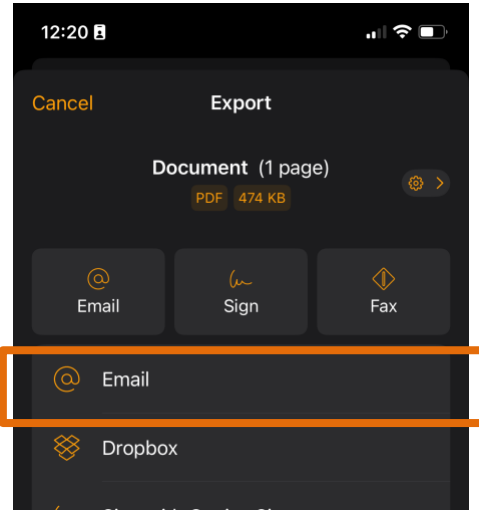 12:20
Cancel Export
Document (1 page)
PDF 474 KB
Email Sign Fax
Email
Dropbox